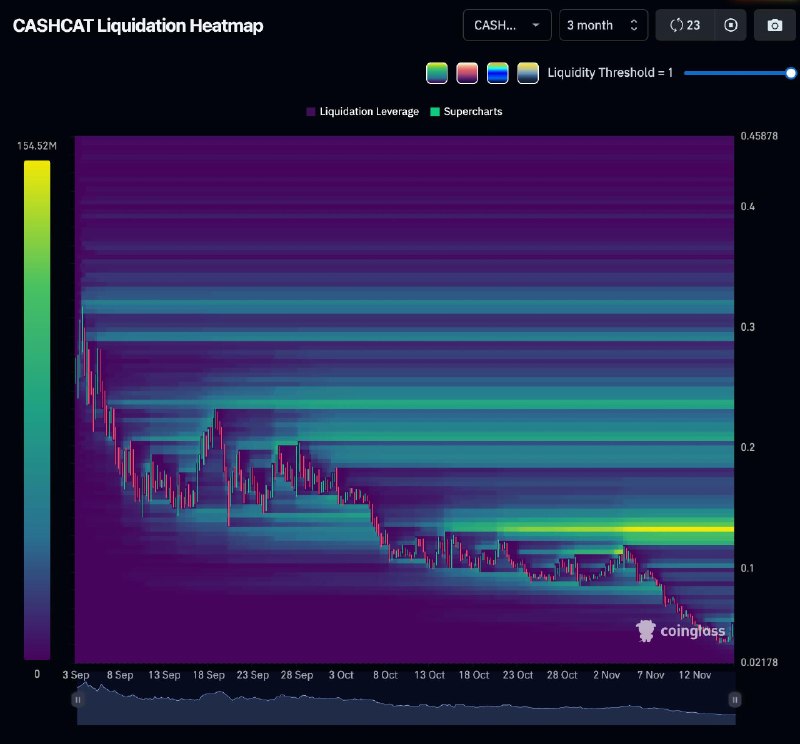 CASHCAT Liquidation Heatmap
CASH...
3 month
23
Liquidity Threshold = 1
Liquidation Leverage
Supercharts
154.52M
0
0.45878
0.4
0.3
0.2
0.1
0.02178
coinglass
3 Sep 8 Sep 13 Sep 18 Sep 23 Sep 28 Sep 3 Oct 8 Oct 13 Oct 18 Oct 23 Oct 28 Oct 2 Nov 7 Nov 12 Nov